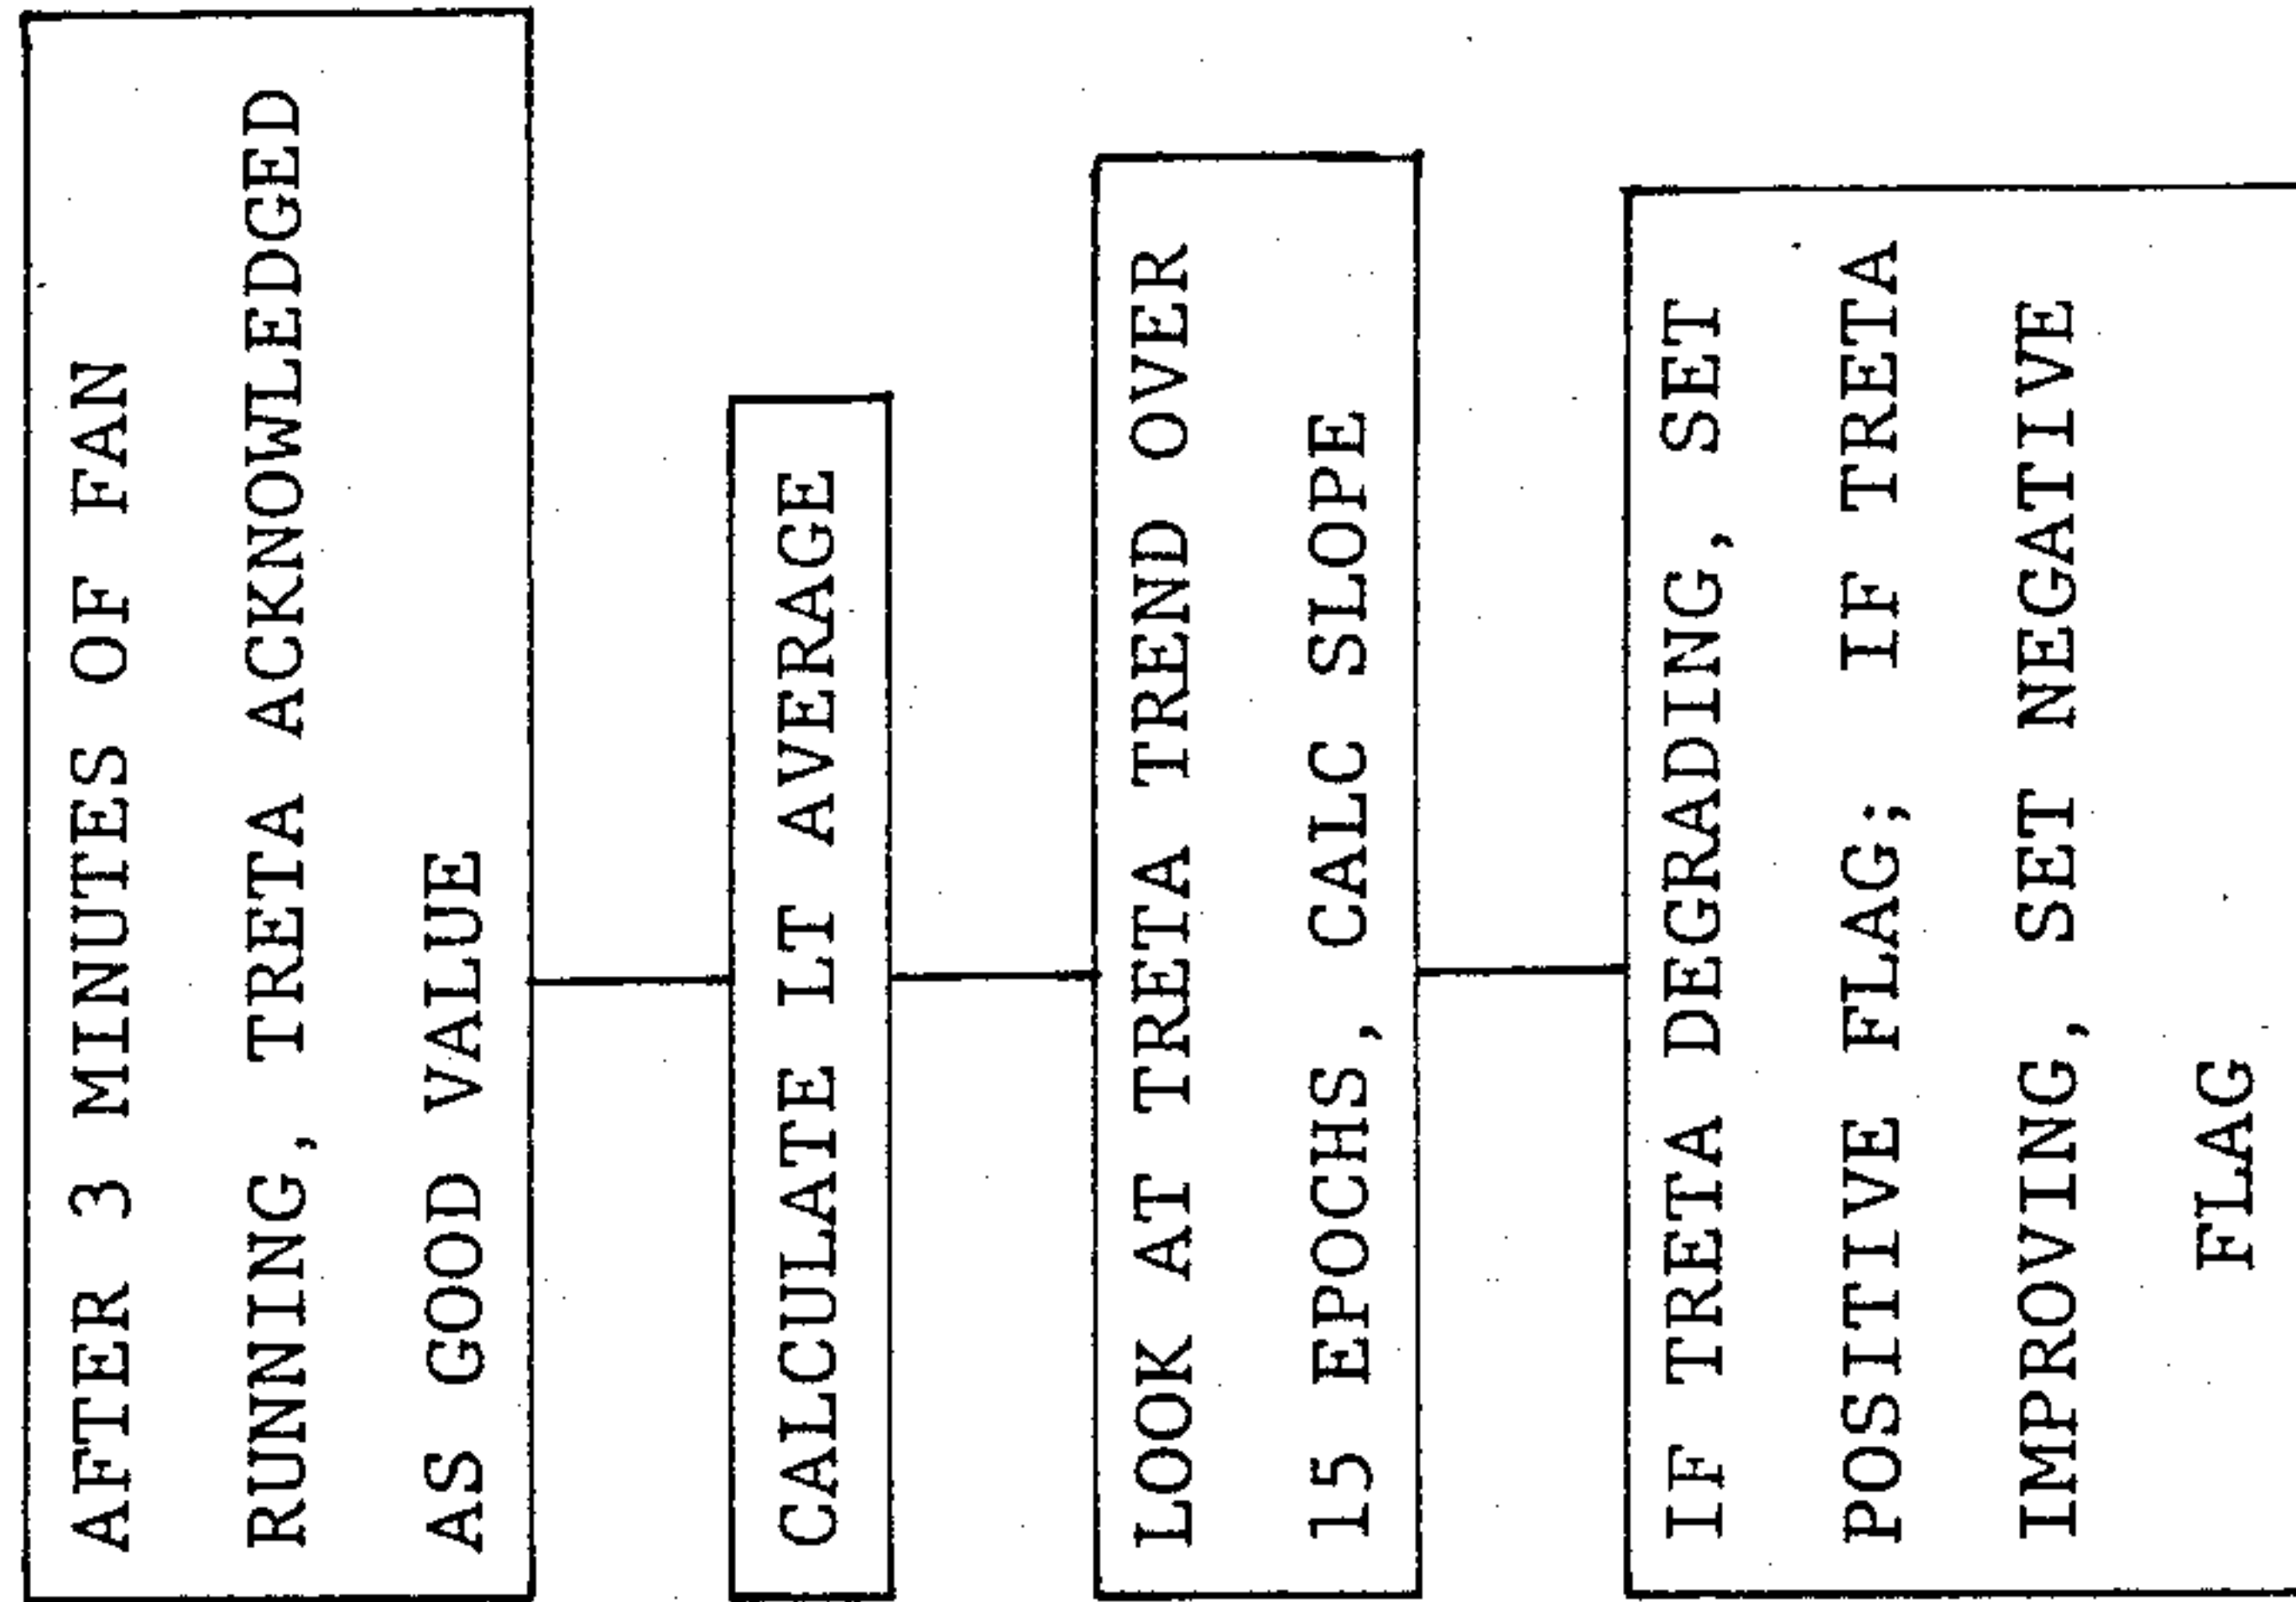 AFTER 3 MINUTES OF FAN
RUNNING, TRETA ACKNOWLEDGED
AS GOOD VALUE
CALCULATE LT AVERAGE
LOOK AT TRETA TREND OVER
15 EPOCHS, CALC SLOPE
IF TRETA DEGRADING, SET
POSITIVE FLAG; IF TRETA
IMPROVING, SET NEGATIVE
FLAG